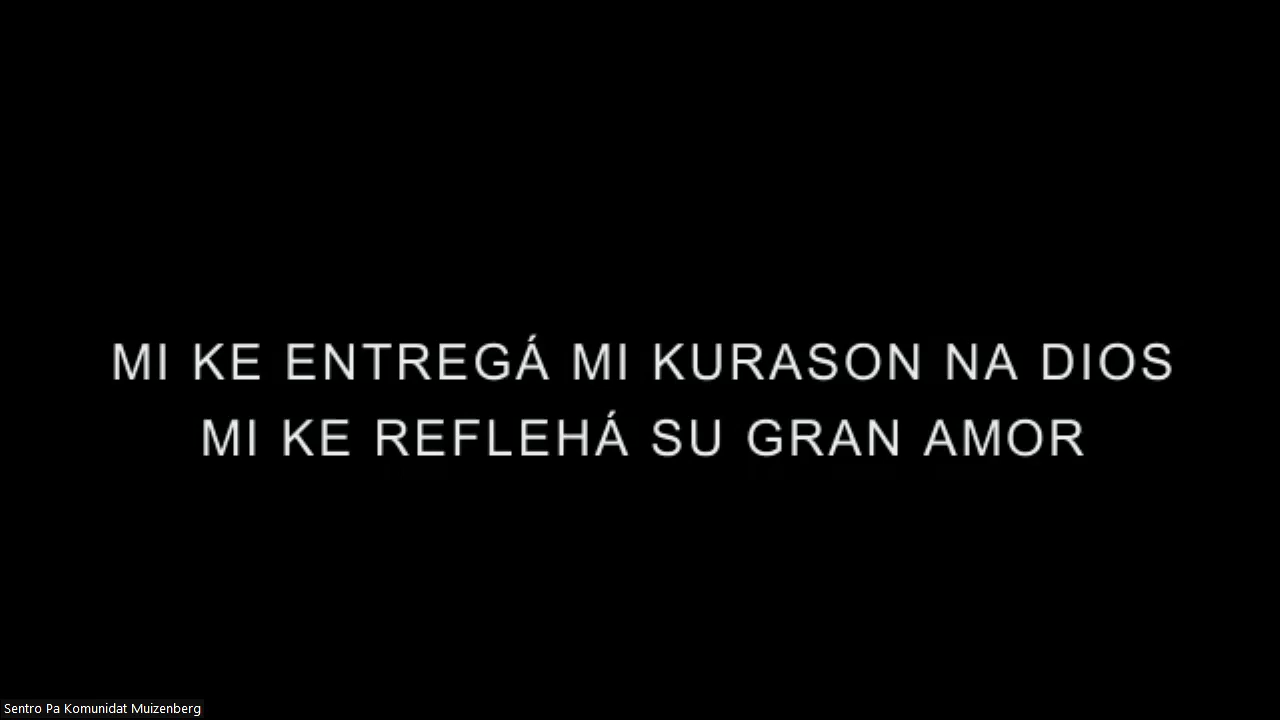 MI KE ENTREGÁ MI KURASON NA DIOS
MI KE REFLEHÁ SU GRAN AMOR
Sentro Pa Komunidat Muizenberg